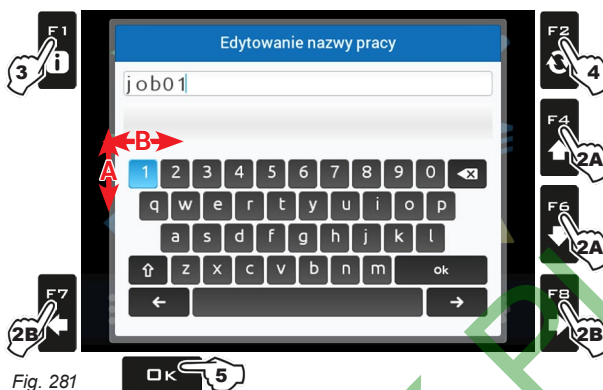 F1
3
F2
4
Edytowanie nazwy pracy
job01
F4
2A
B
A
1 2 3 4 5 6 7 8 9 0
q w e r t y u i o p
a s d f g h j k l
z x c v b n m ok
F6
2A
F7
2B
F8
2B
OK
5
Fig. 281